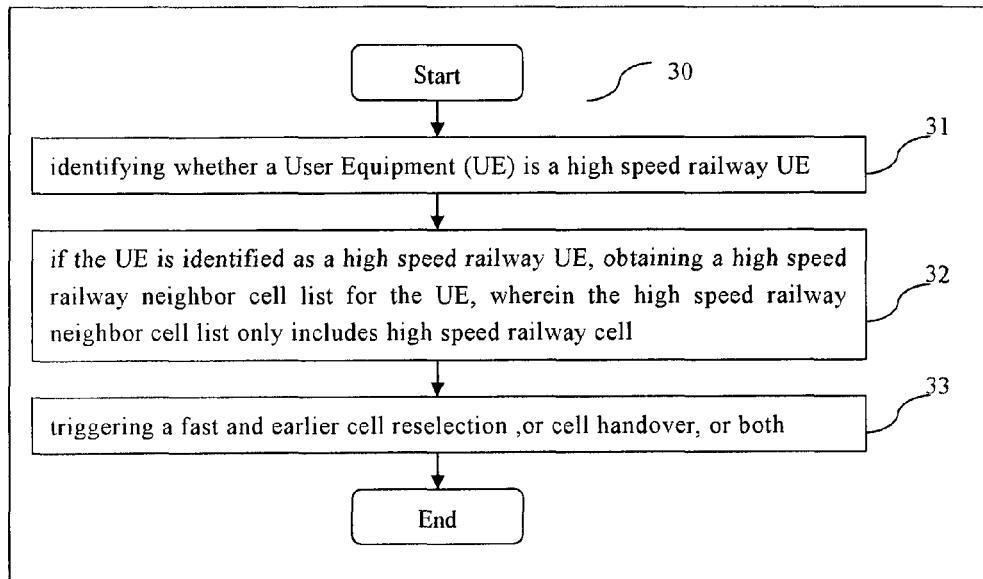 Start
30
31
identifying whether a User Equipment (UE) is a high speed railway UE
if the UE is identified as a high speed railway UE, obtaining a high speed
railway neighbor cell list for the UE, wherein the high speed railway
neighbor cell list only includes high speed railway cell
32
33
triggering a fast and earlier cell reselection ,or cell handover, or both
End